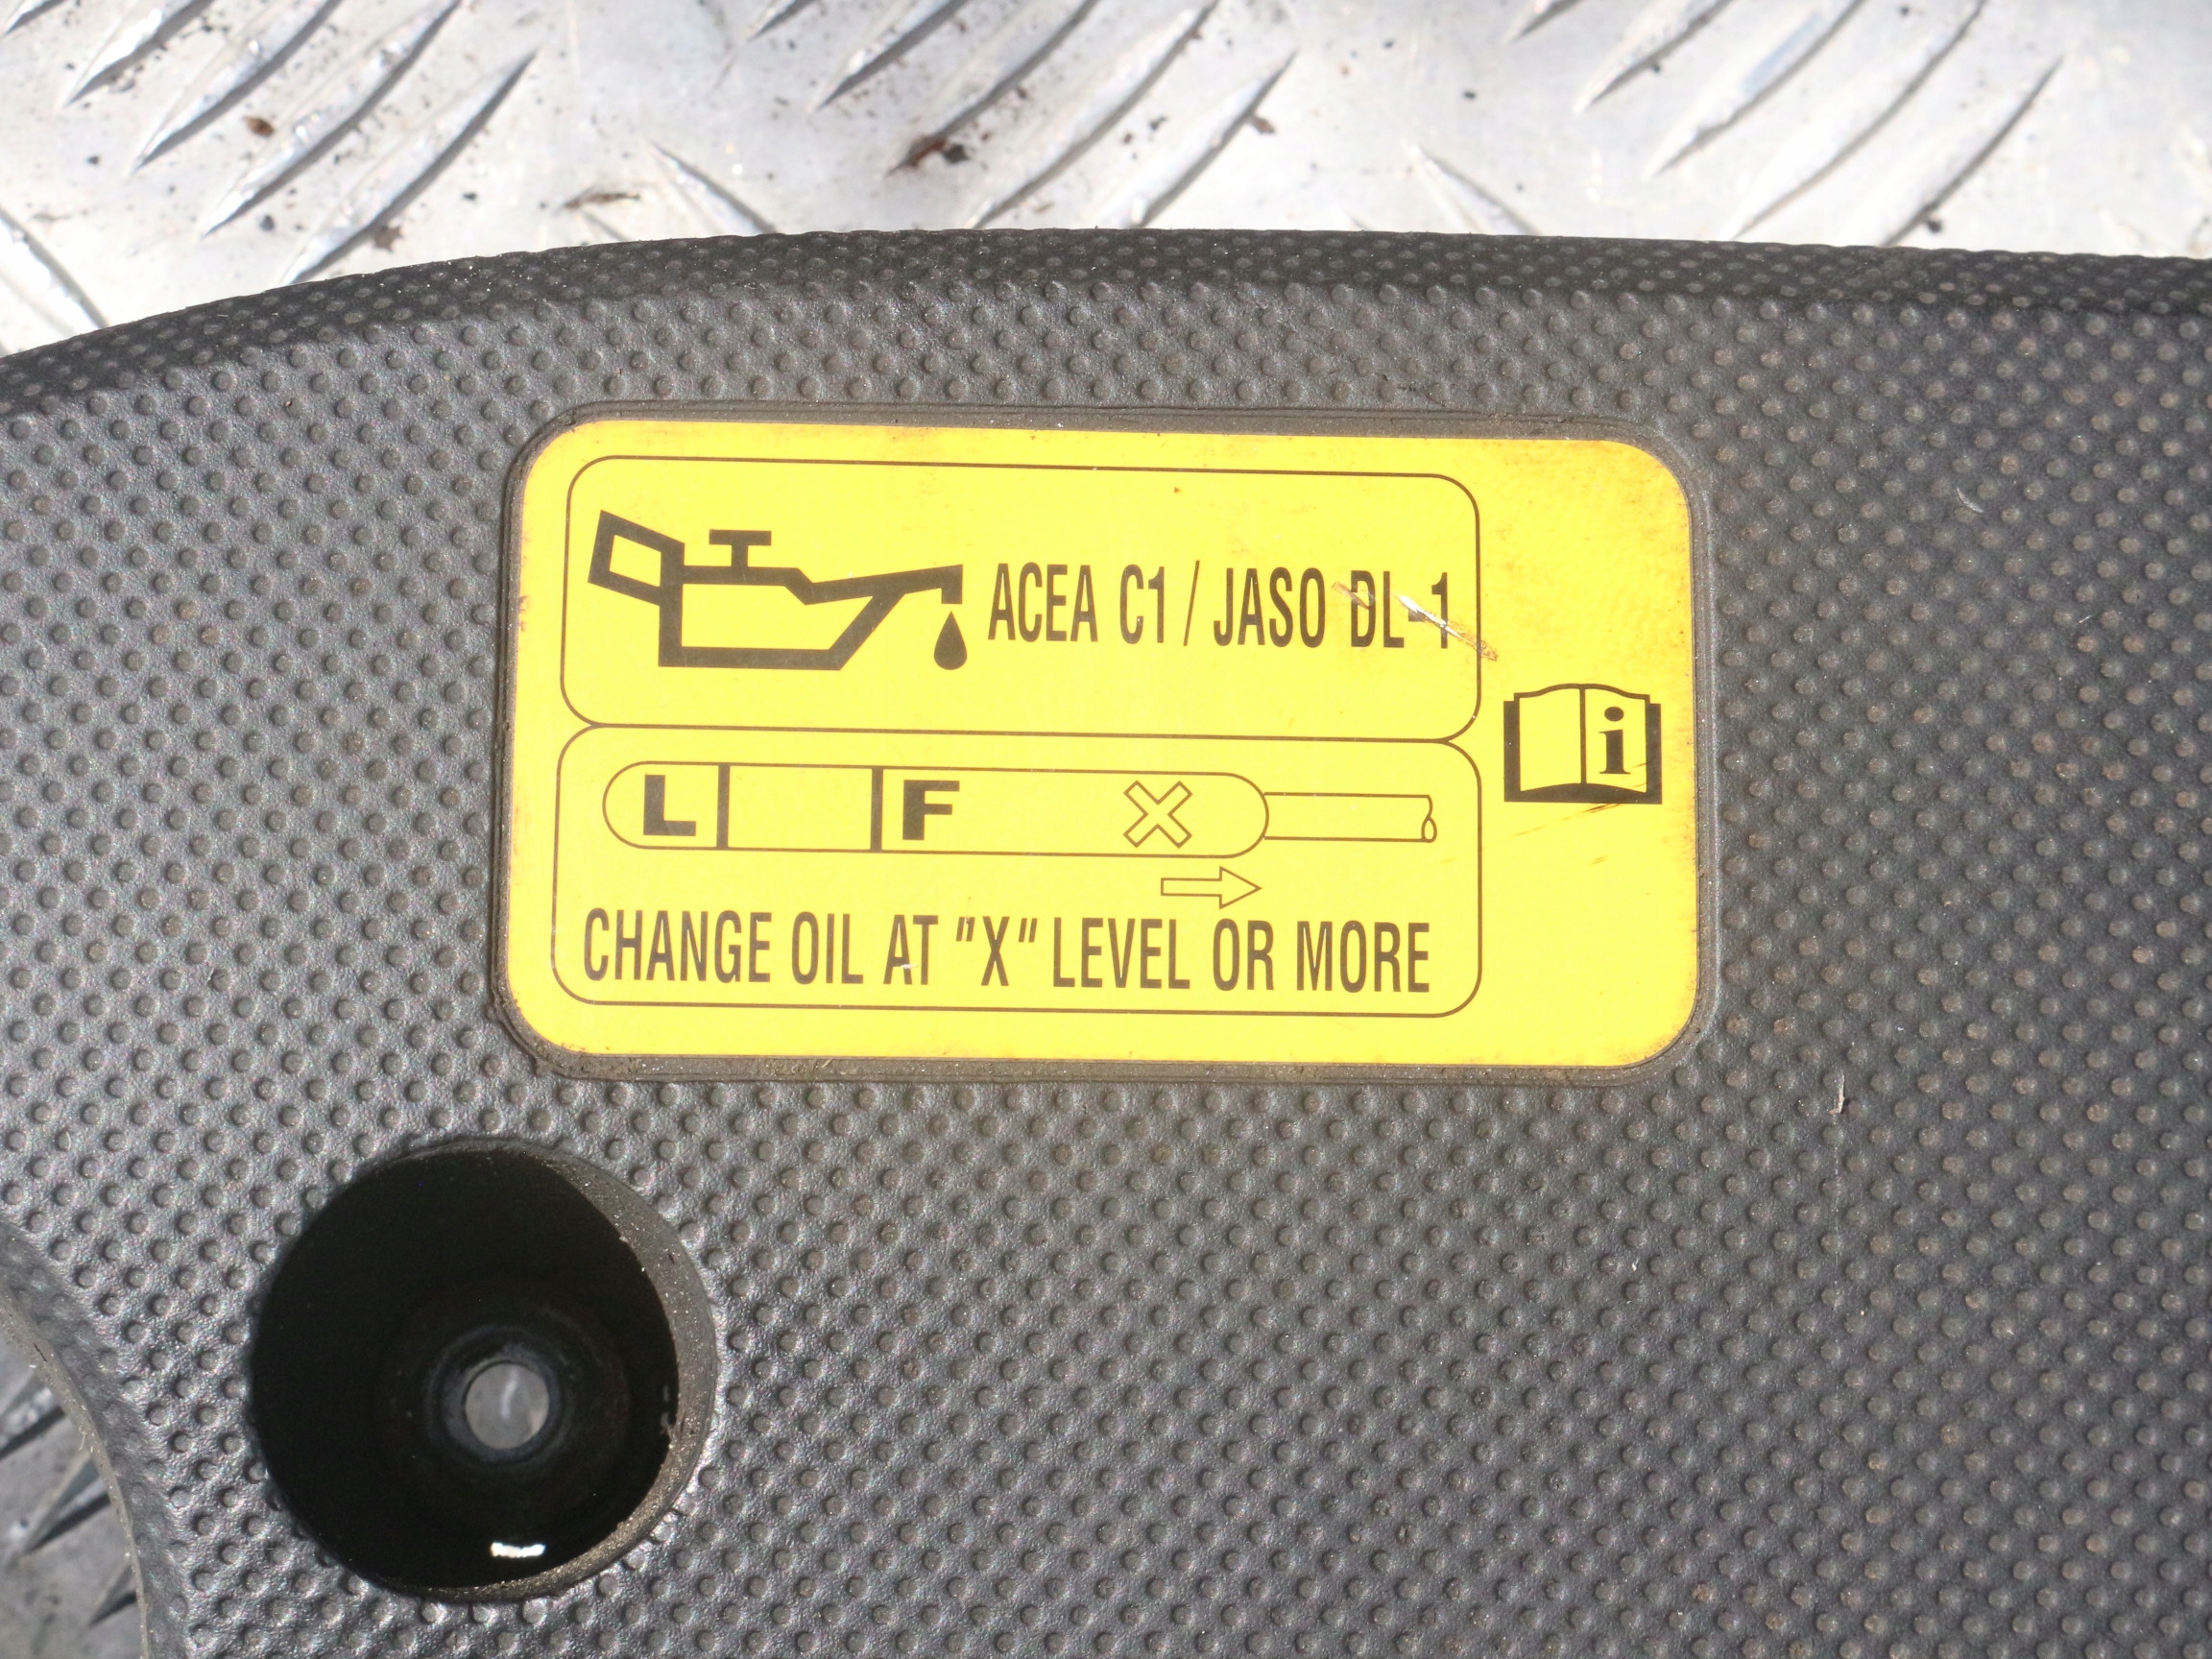 ACEA C1 / JASO DL-1
i
L F X
CHANGE OIL AT "X" LEVEL OR MORE